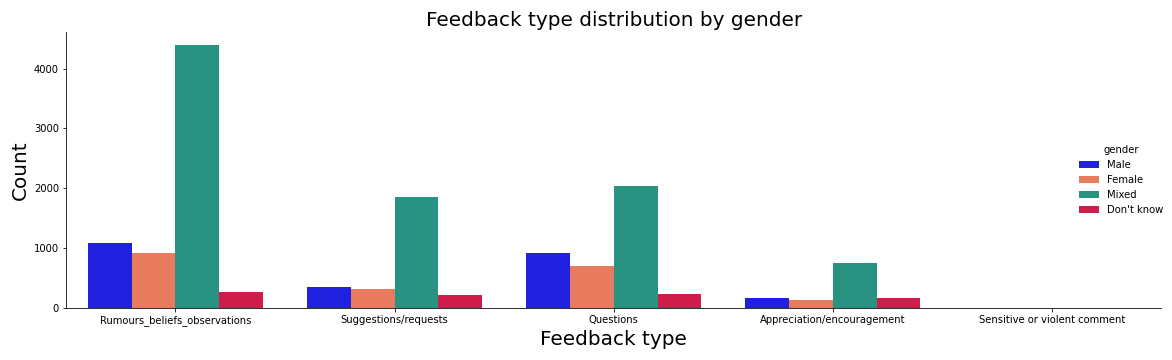 Feedback type distribution by gender
Count
4000
3000
2000
1000
0
gender
Male
Female
Mixed
Don't know
Rumours_beliefs_observations
Suggestions/requests
Questions
Appreciation/encouragement
Sensitive or violent comment
Feedback type